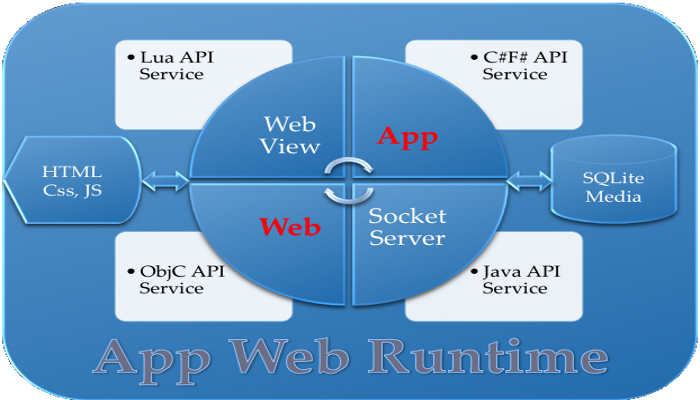 • Lua API
Service
• C#F# API
Service
Web
View
App
HTML
Css, JS
SQLite
Media
Web
Socket
Server
• ObjC API
Service
• Java API
Service
App Web Runtime